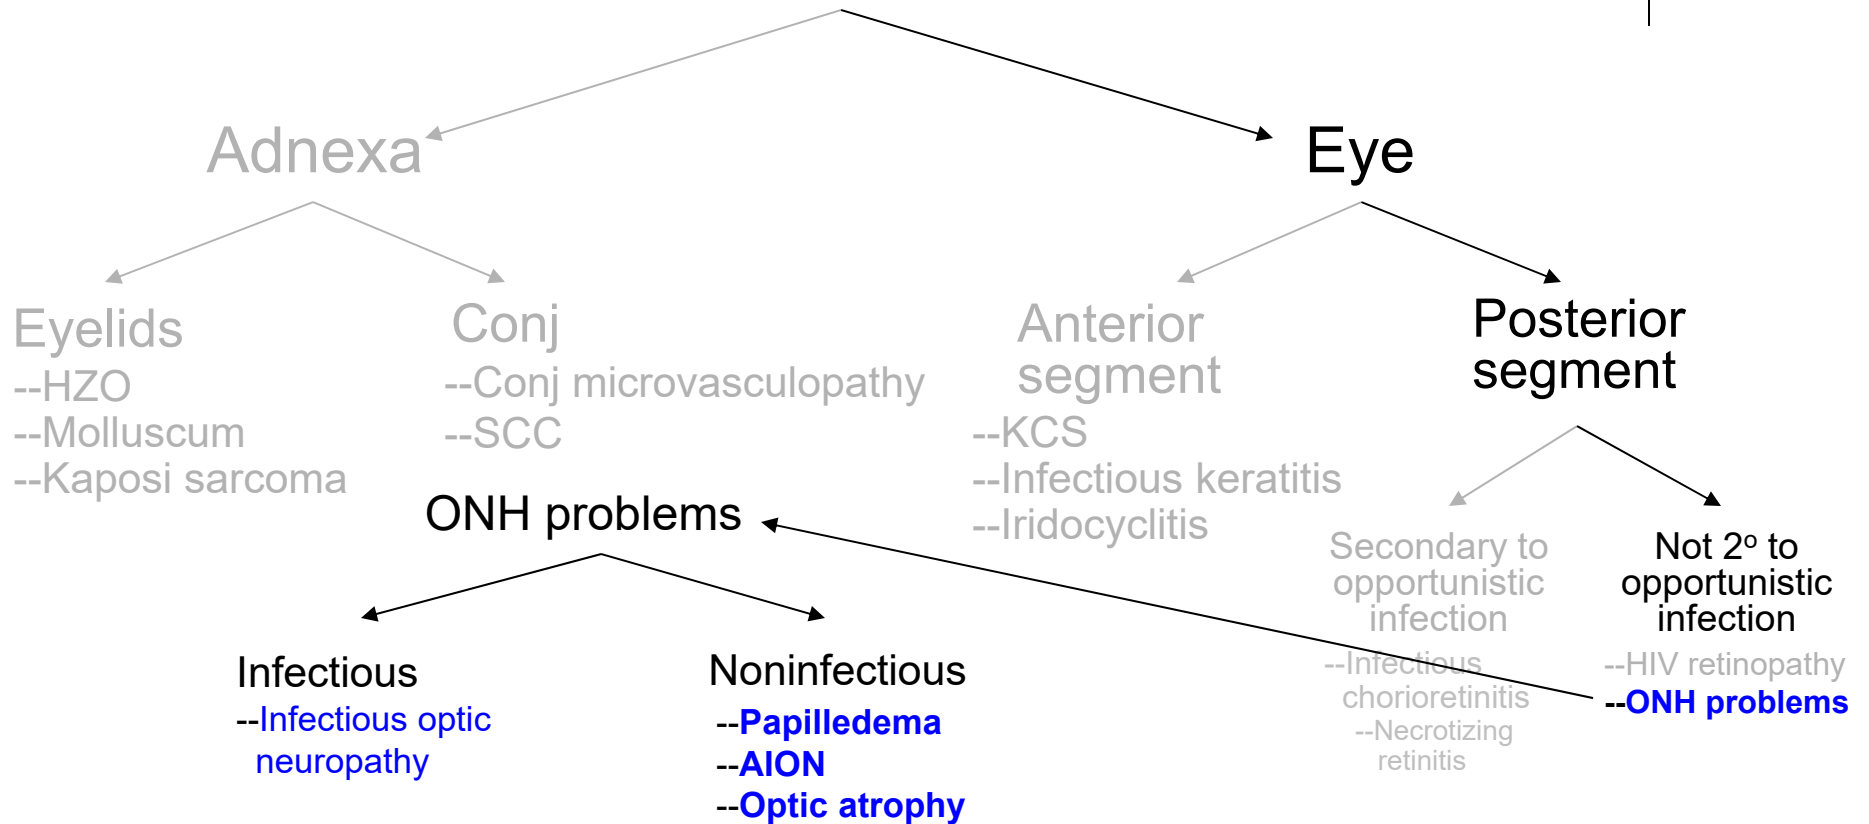 Adnexa
Eye
Eyelids
--HZO
--Molluscum
--Kaposi sarcoma
Conj
--Conj microvasculopathy
--SCC
Anterior
segment
--KCS
--Infectious keratitis
--Iridocyclitis
Posterior
segment
Secondary to
opportunistic
infection
--Infectious
chorioretinitis
--Necrotizing
retinitis
Not 2º to
opportunistic
infection
--HIV retinopathy
--ONH problems
ONH problems
Infectious
--Infectious optic
neuropathy
Noninfectious
--Papilledema
--AION
--Optic atrophy